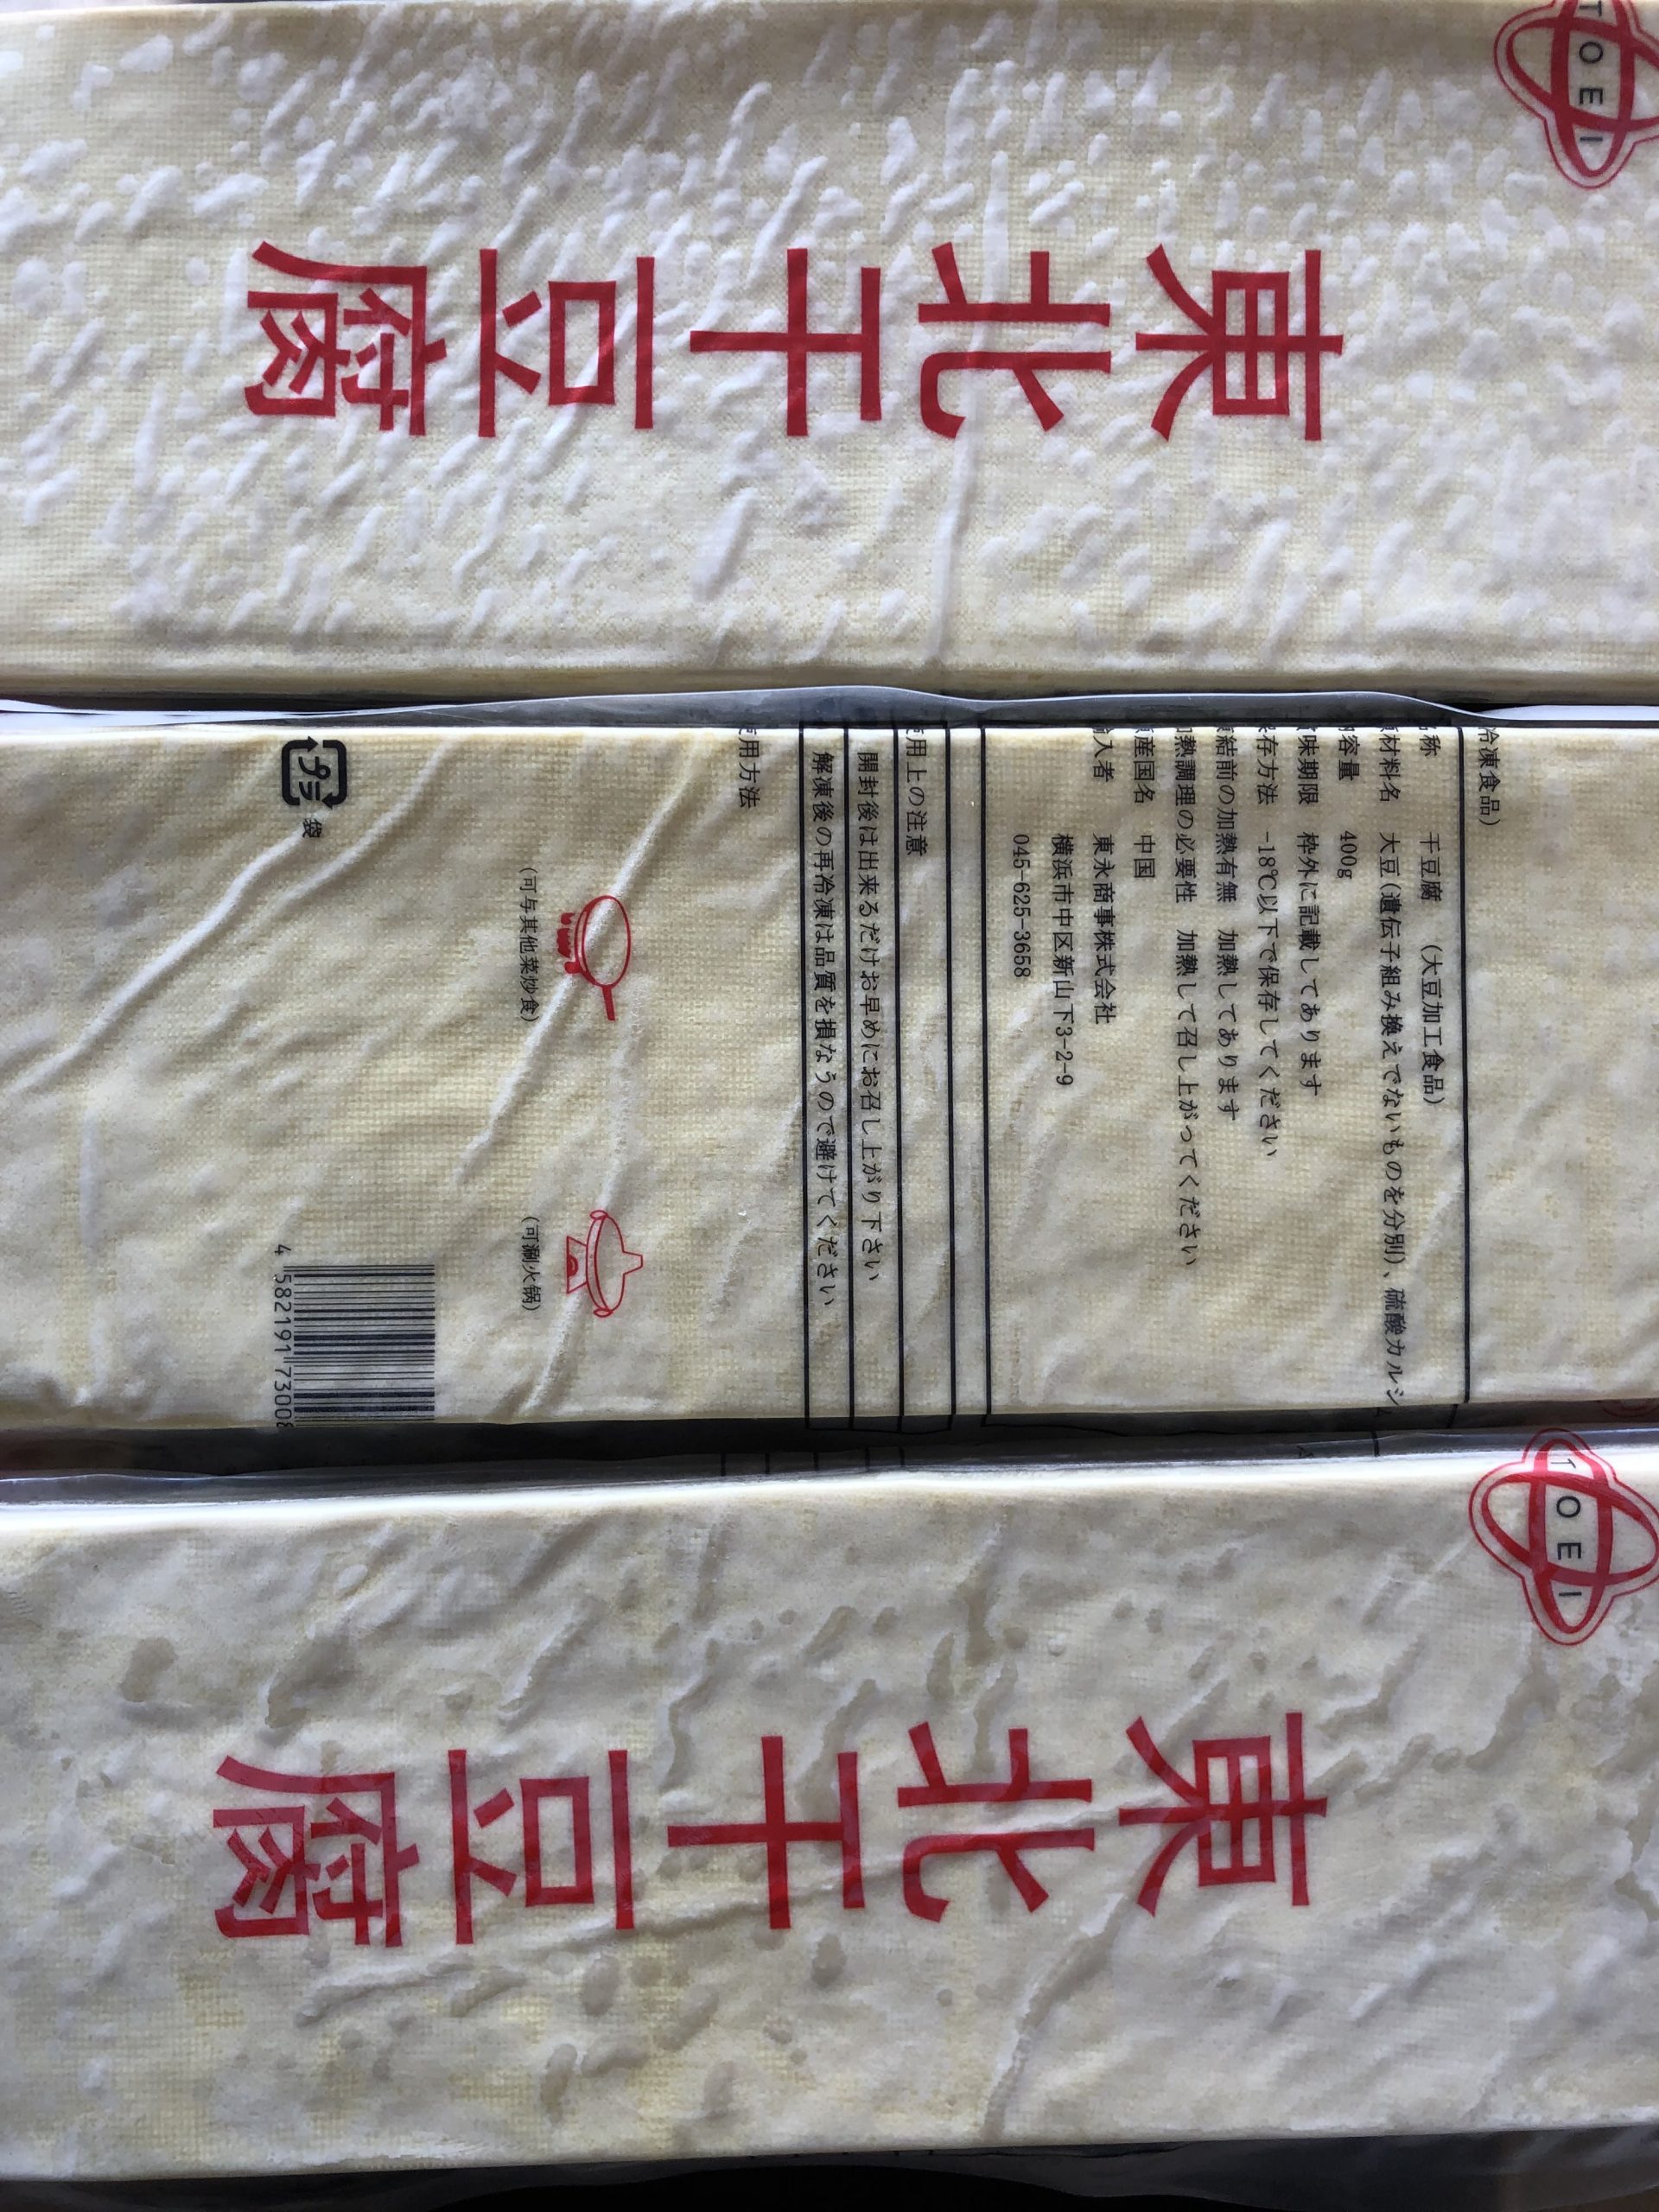 TOEI
東北干豆腐
冷凍食品)
称 干豆腐 (大豆加工食品)
材料名 大豆(遺伝子組み換えでないものを分別)、硫酸カルシ
容量 400g
味期限 枠外に記載してあります
存方法 -18℃以下で保存してください
結前の加熱有無 加熱してあります
熱調理の必要性 加熱して召し上がってください
産国名 中国
入者 東永商事株式会社
横浜市中区新山下3-2-9
045-625-3658
用上の注意
開封後は出来るだけお早めにお召し上がり下さい
解凍後の再冷凍は品質を損なうので避けてください
用方法
(可与其他菜炒食)
(可涮火锅)
プラ
袋
4 582191 73008
TOEI
東北干豆腐